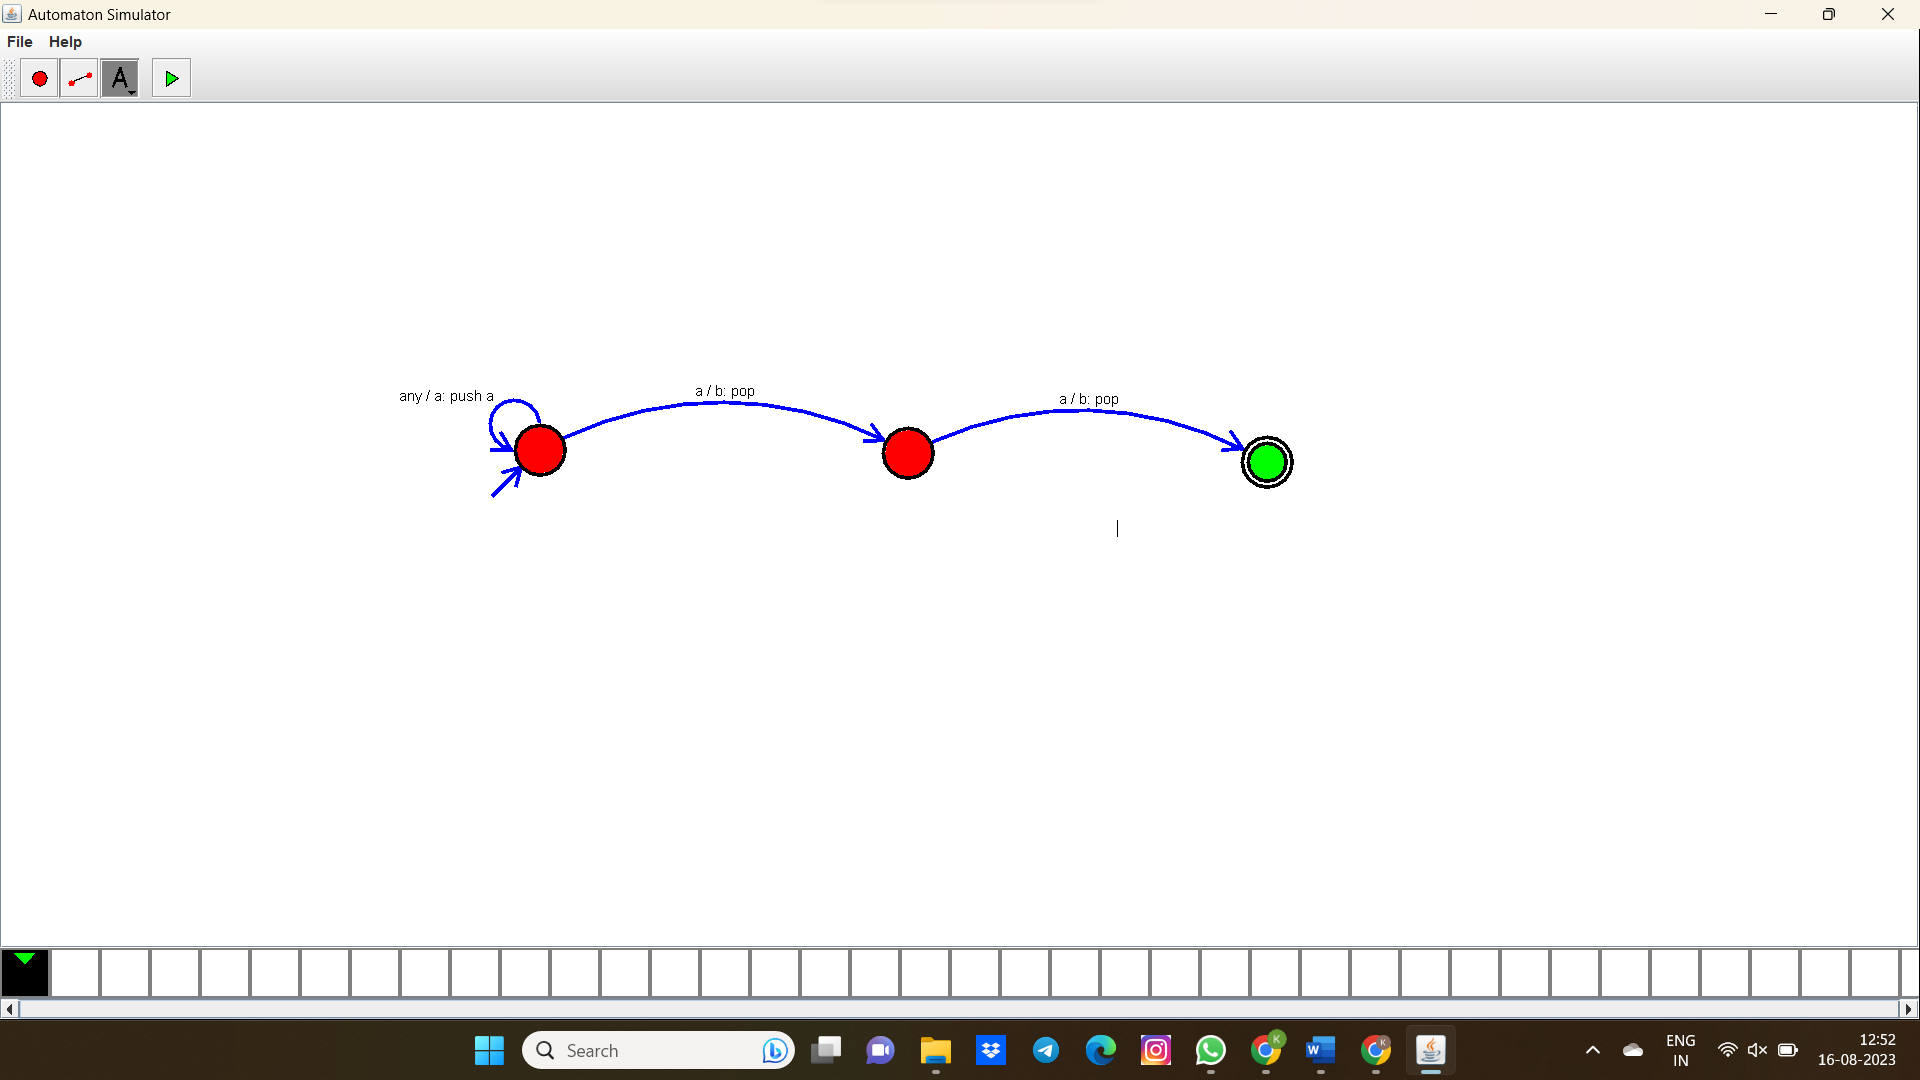 Automaton Simulator
File Help
A
any / a: push a
a / b: pop
a / b: pop
Search
ENG
IN
12:52
16-08-2023